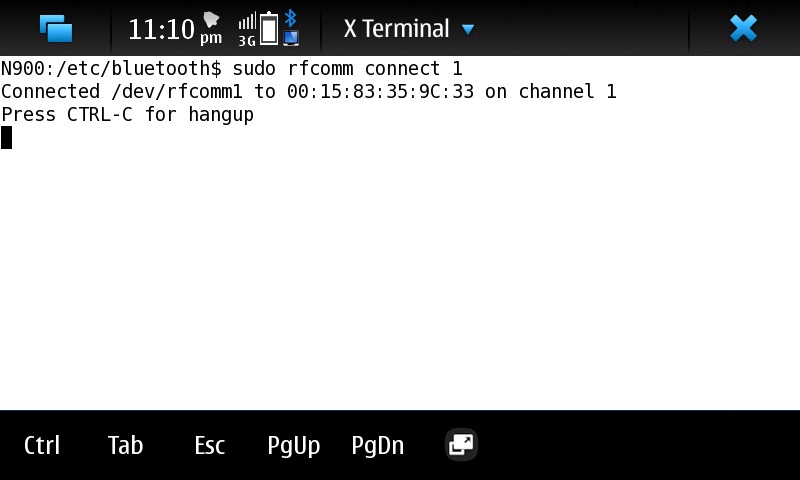 11:10 pm
3G
X Terminal
N900:/etc/bluetooth$ sudo rfcomm connect 1
Connected /dev/rfcomm1 to 00:15:83:35:9C:33 on channel 1
Press CTRL-C for hangup
Ctrl Tab Esc PgUp PgDn